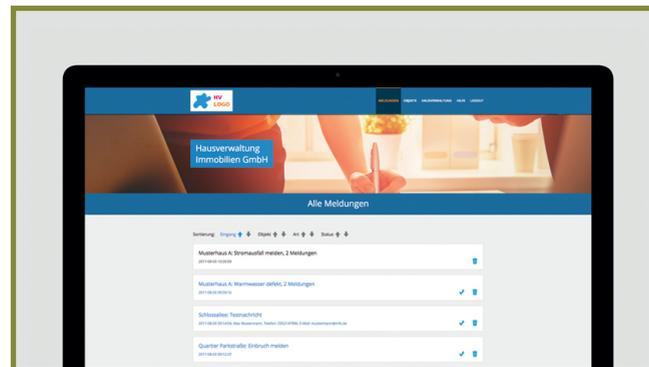 HV
LOGO
MELDUNGEN OBJEKTE HAUSVERWALTUNG HILFE LOGOUT
Hausverwaltung
Immobilien GmbH
Alle Meldungen
Sortierung: Eingang Objekt Art Status
Musterhaus A: Stromausfall melden, 2 Meldungen
Musterhaus A: Warmwasser defekt, 2 Meldungen
Schlossallee: Testnachricht
Quartier Parkstraße: Einbruch melden